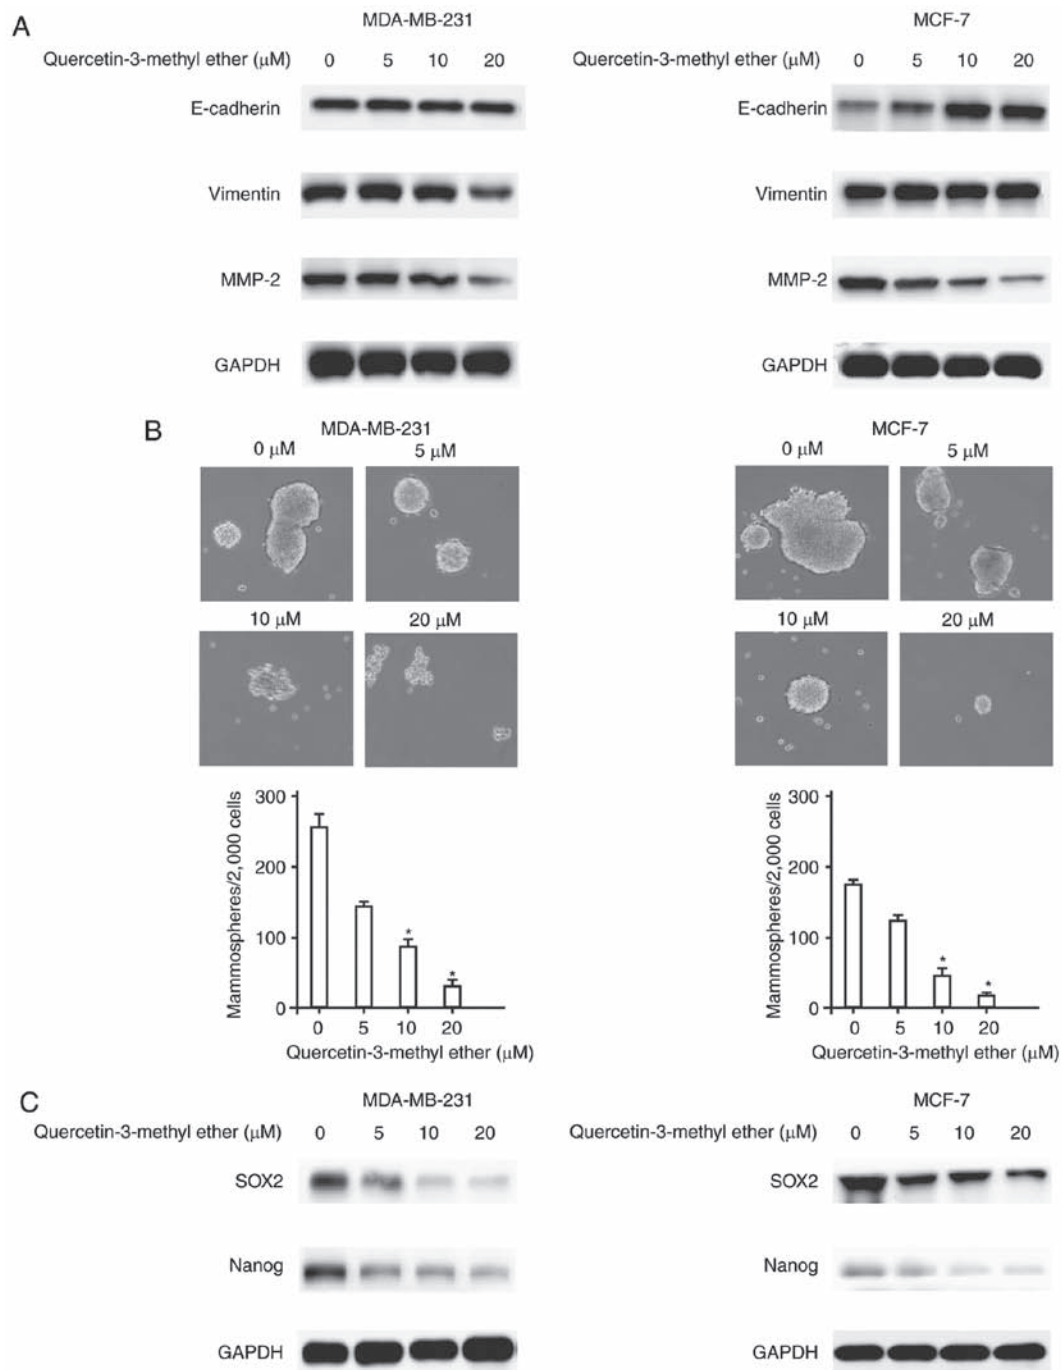 A
MDA-MB-231
MCF-7
Quercetin-3-methyl ether (μM) 0 5 10 20
Quercetin-3-methyl ether (μM) 0 5 10 20
E-cadherin
E-cadherin
Vimentin
Vimentin
MMP-2
MMP-2
GAPDH
GAPDH
B
MDA-MB-231
MCF-7
0 μM
5 μM
0 μM
5 μM
10 μM
20 μM
10 μM
20 μM
Mammospheres/2,000 cells
300
200
100
0
* *
0 5 10 20
Quercetin-3-methyl ether (μM)
Mammospheres/2,000 cells
300
200
100
0
* *
0 5 10 20
Quercetin-3-methyl ether (μM)
C
MDA-MB-231
MCF-7
Quercetin-3-methyl ether (μM) 0 5 10 20
Quercetin-3-methyl ether (μM) 0 5 10 20
SOX2
SOX2
Nanog
Nanog
GAPDH
GAPDH